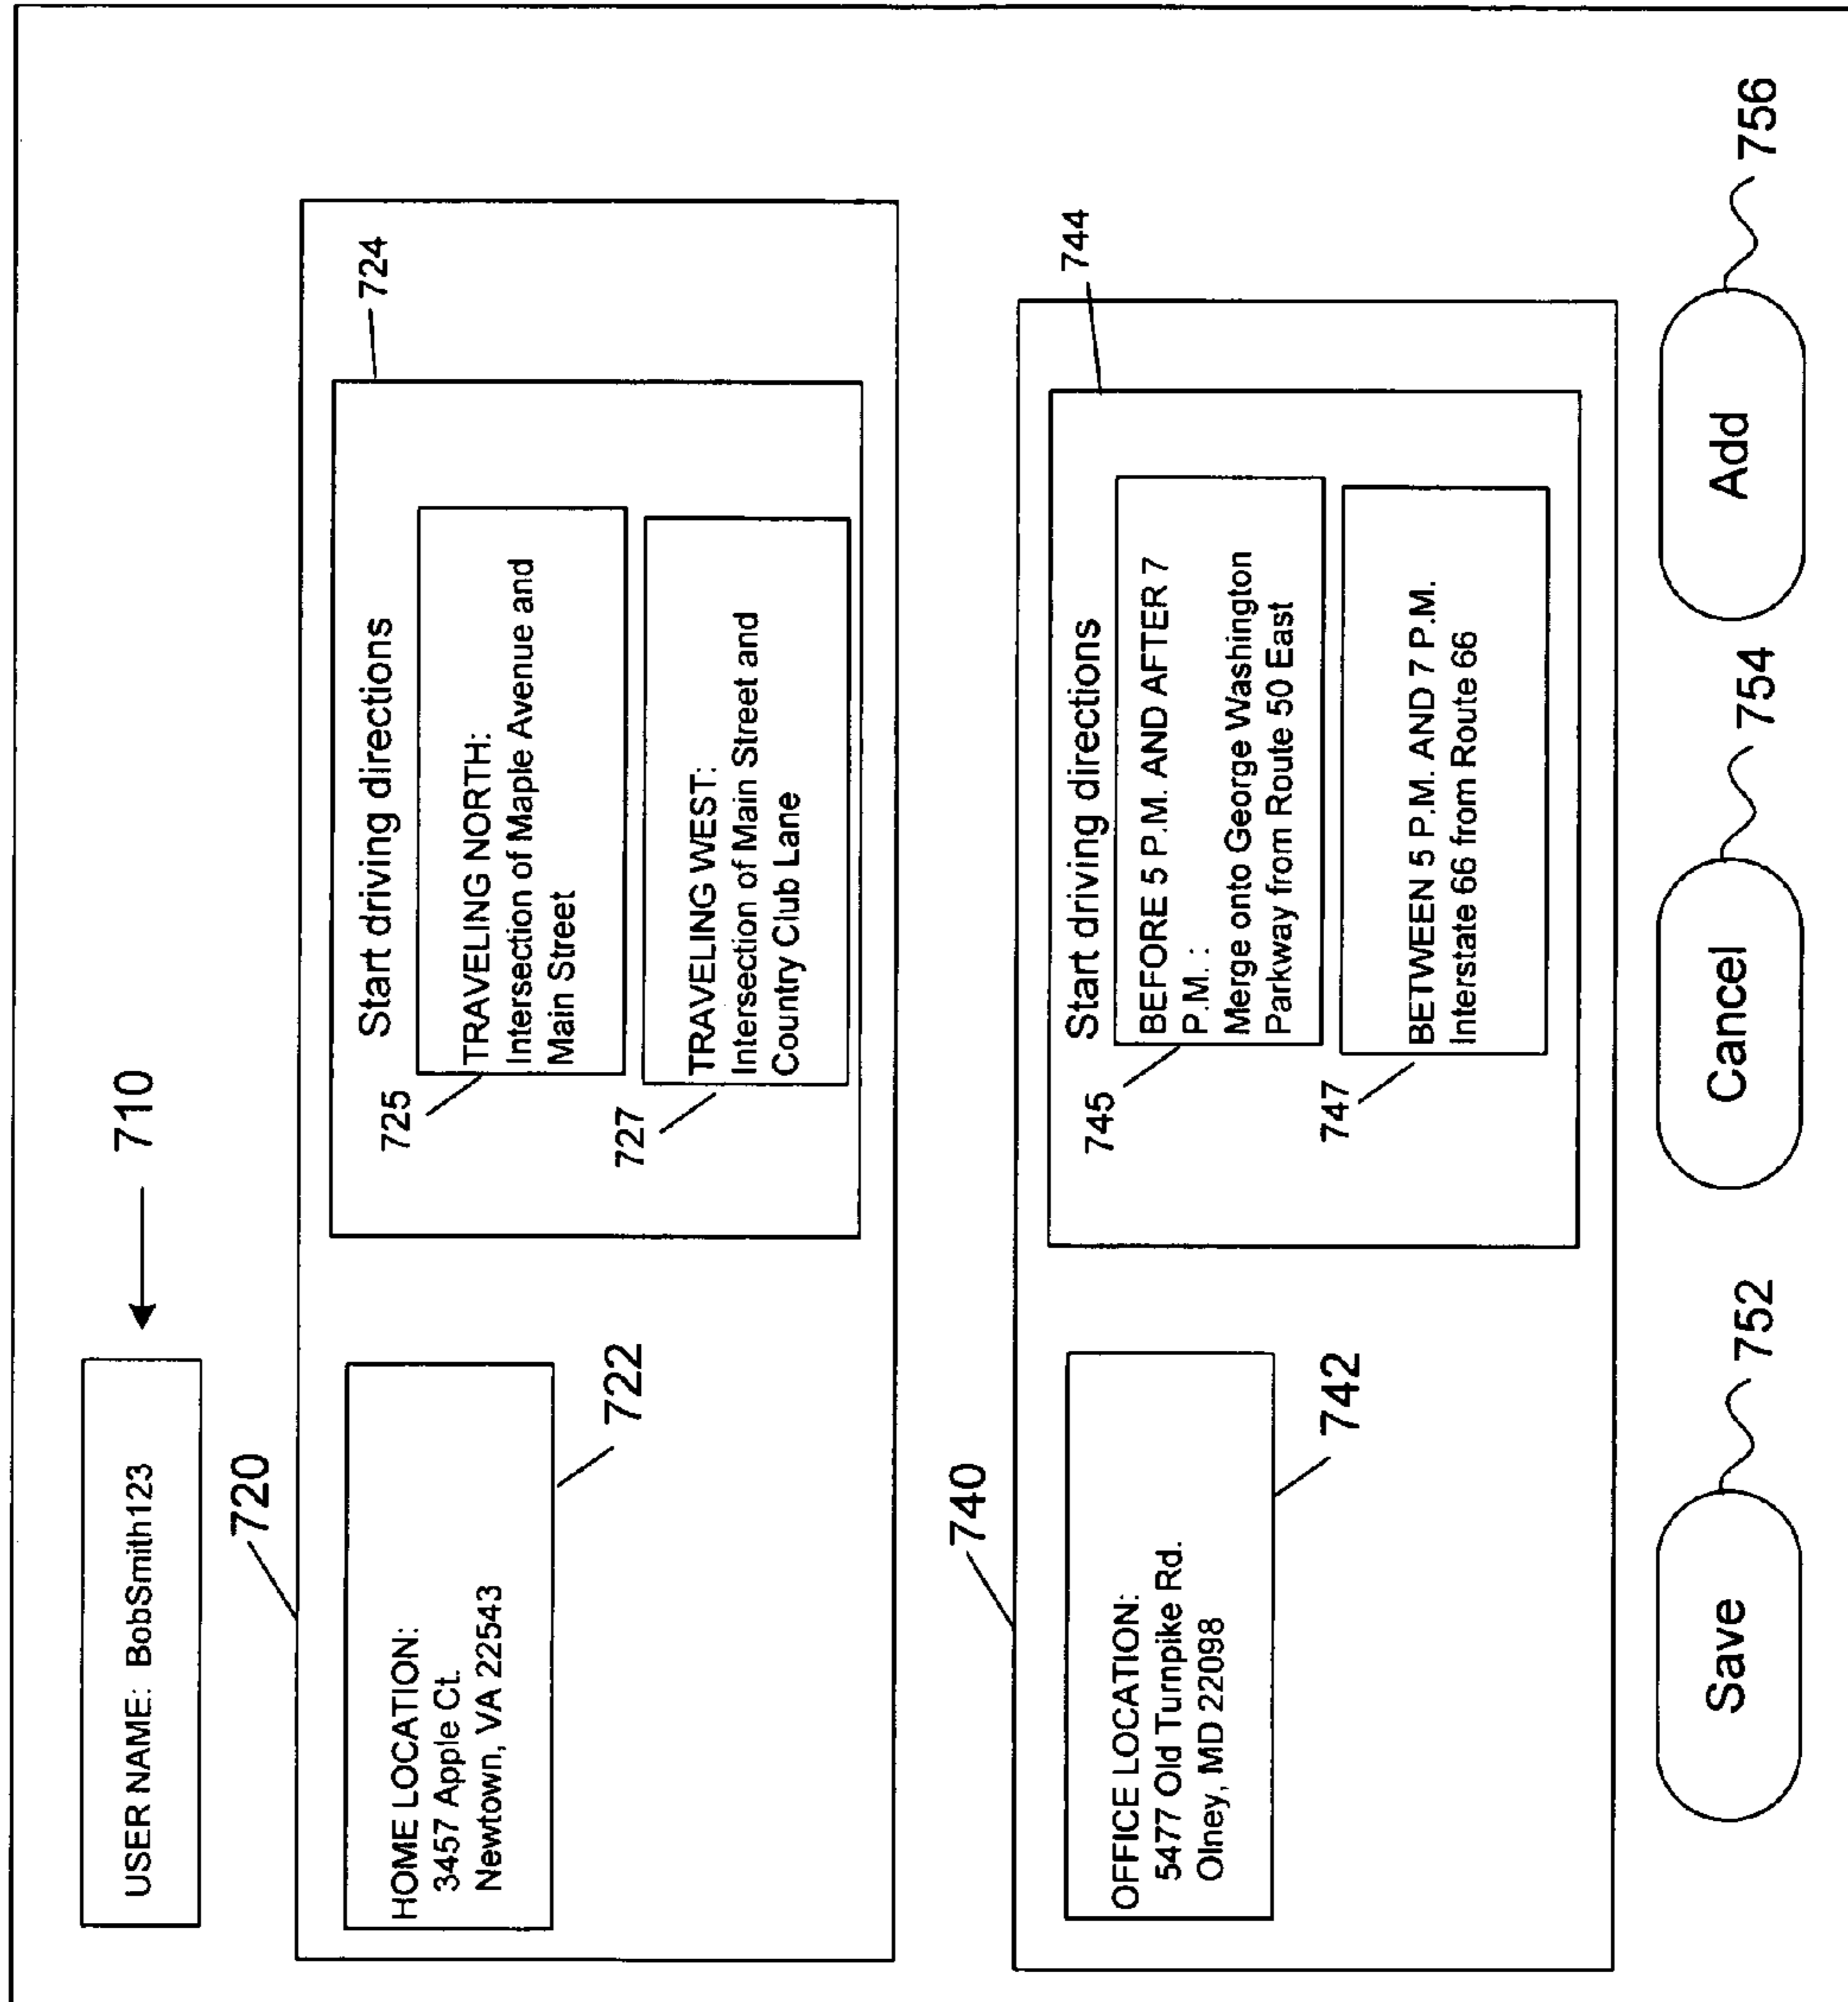 USER NAME: BobSmith123
710
720
HOME LOCATION:
3457 Apple Ct.
Newtown, VA 22543
722
724
Start driving directions
725
TRAVELING NORTH:
Intersection of Maple Avenue and
Main Street
727
TRAVELING WEST:
Intersection of Main Street and
Country Club Lane
740
OFFICE LOCATION:
5477 Old Turnpike Rd.
Olney, MD 22098
742
744
Start driving directions
745
BEFORE 5 P.M. AND AFTER 7
P.M. :
Merge onto George Washington
Parkway from Route 50 East
747
BETWEEN 5 P.M. AND 7 P.M.
Interstate 66 from Route 66
Save
752
Cancel
754
Add
756